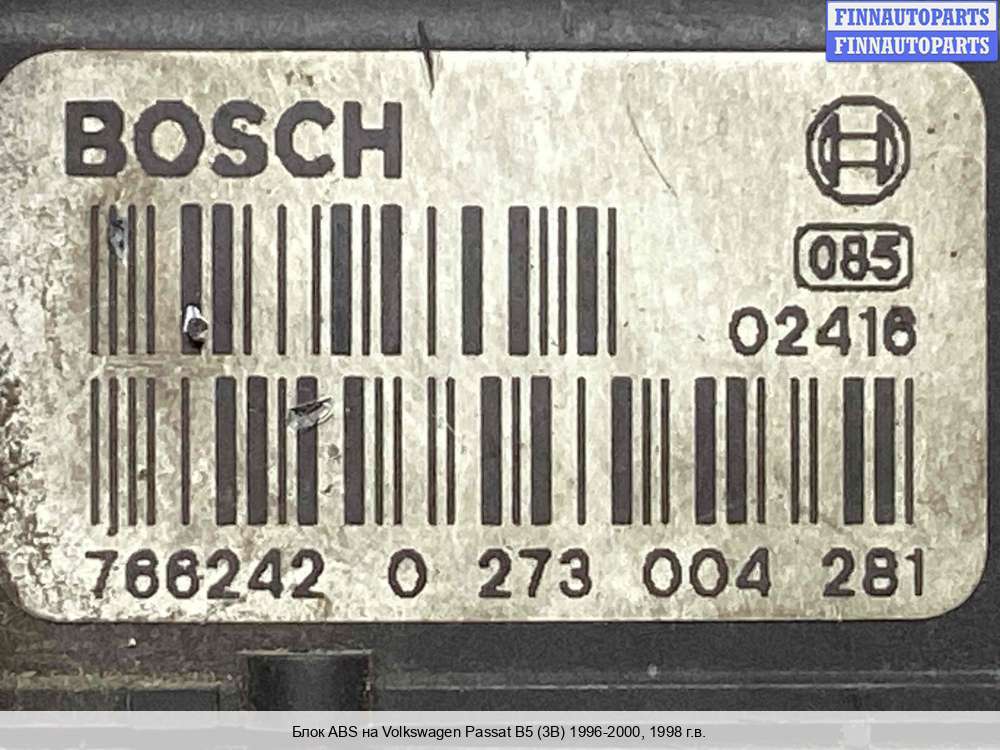 FINNAUTOPARTS
FINNAUTOPARTS
BOSCH
085
02416
766242 0 273 004 281
Блок ABS на Volkswagen Passat B5 (3B) 1996-2000, 1998 г.в.